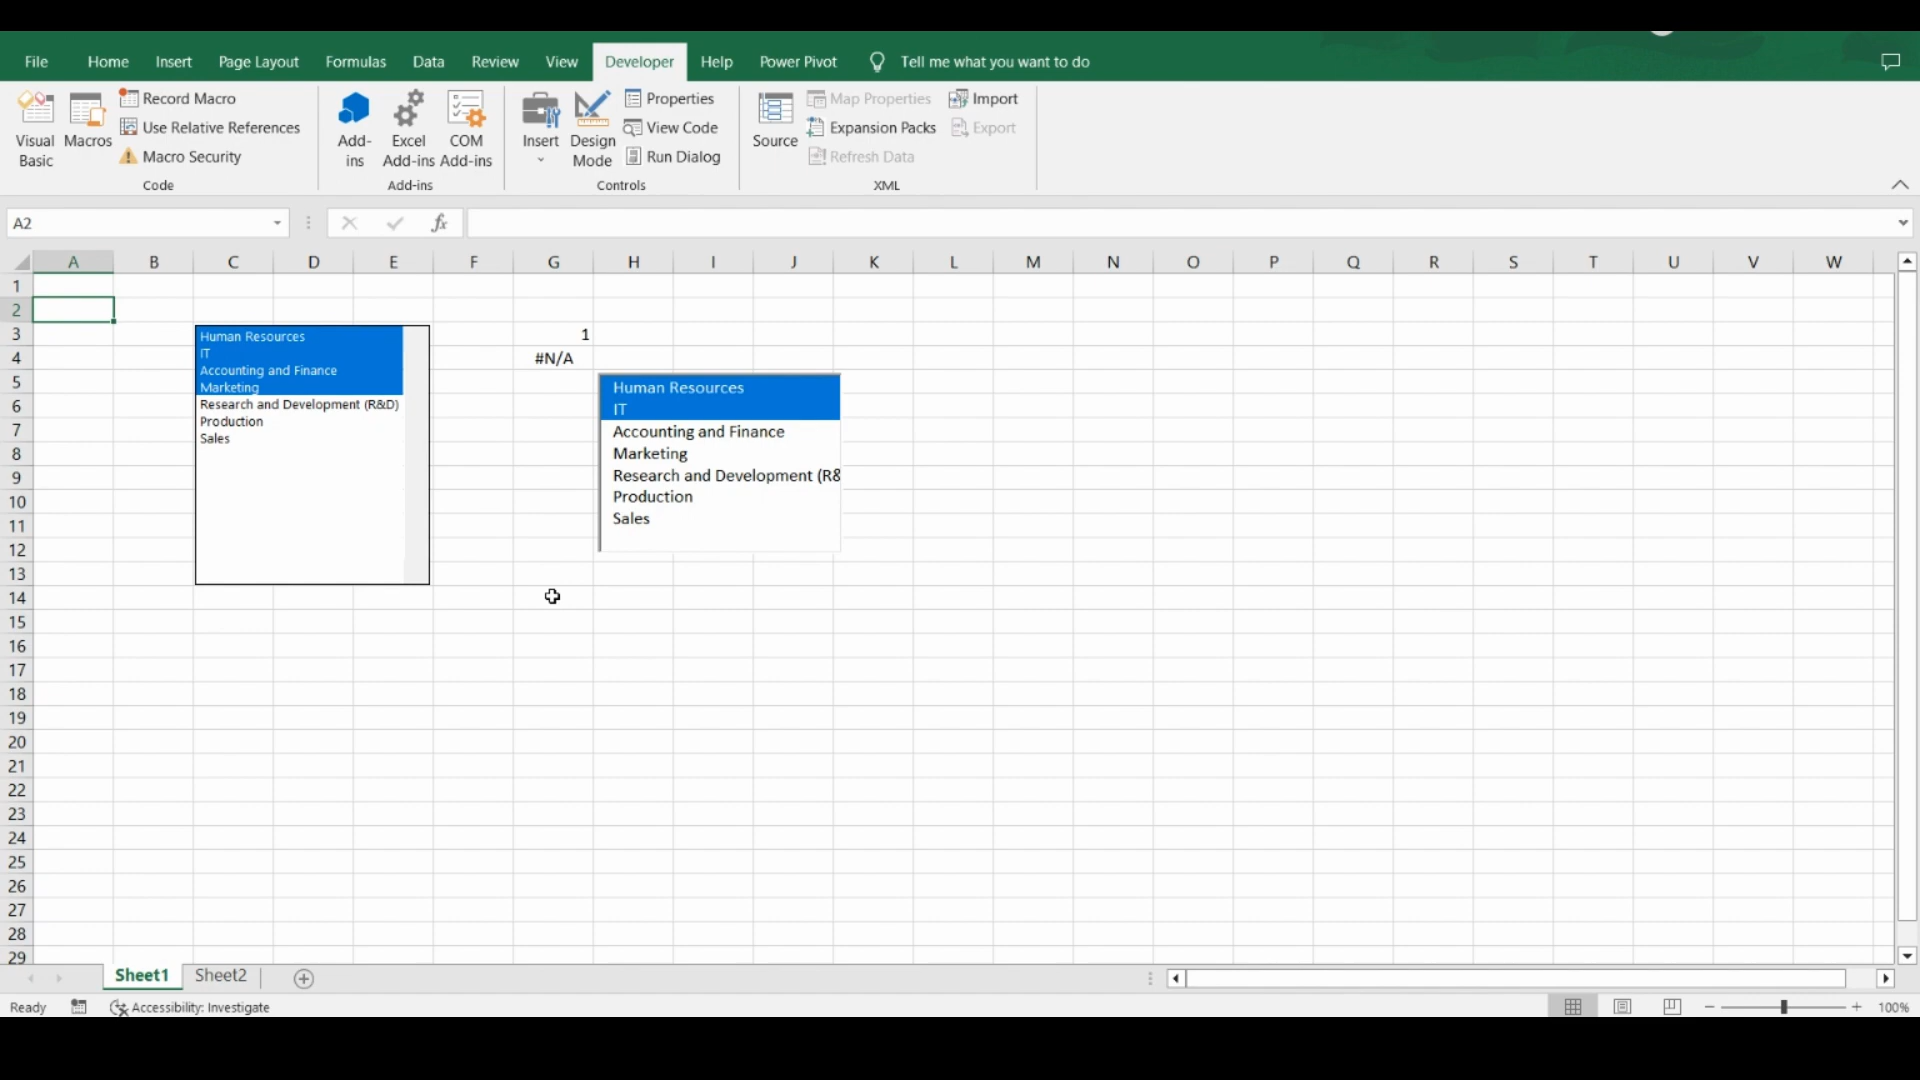 File Home Insert Page Layout Formulas Data Review View Developer Help Power Pivot Tell me what you want to do
Visual Basic
Macros
Record Macro
Use Relative References
Macro Security
Code
Add-ins
Excel Add-ins
COM Add-ins
Add-ins
Insert
Design Mode
Properties
View Code
Run Dialog
Controls
Source
Map Properties
Expansion Packs
Refresh Data
Import
Export
XML
A2
fx
A B C D E F G H I J K L M N O P Q R S T U V W
1
2
3
4
5
6
7
8
9
10
11
12
13
14
15
16
17
18
19
20
21
22
23
24
25
26
27
28
29
Human Resources
IT
Accounting and Finance
Marketing
Research and Development (R&D)
Production
Sales
1
#N/A
Human Resources
IT
Accounting and Finance
Marketing
Research and Development (R&
Production
Sales
Sheet1 Sheet2
Ready Accessibility: Investigate 100%